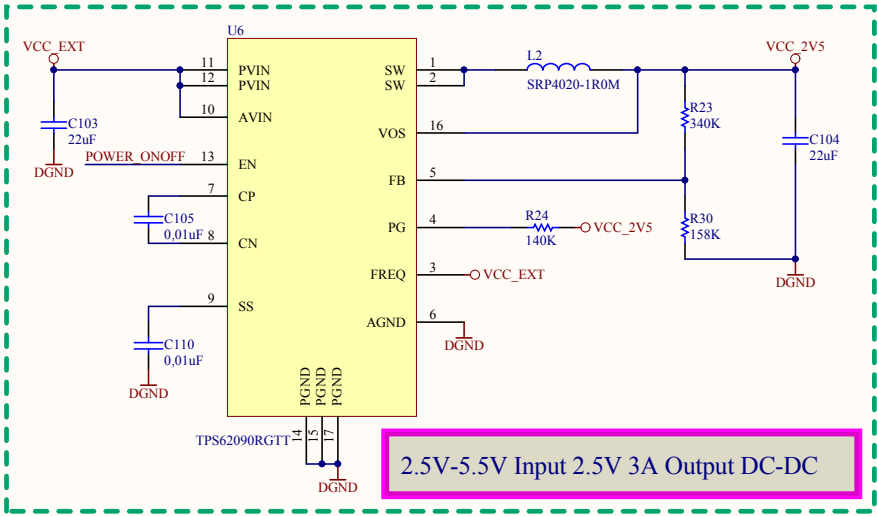 U6
VCC_EXT
VCC_2V5
11 PVIN
12 PVIN
10 AVIN
13 EN
7 CP
8 CN
9 SS
SW 1
SW 2
VOS 16
FB 5
PG 4
FREQ 3
AGND 6
L2
SRP4020-1R0M
R23
340K
C103
22uF
DGND
POWER_ONOFF
C104
22uF
C105
0,01uF
R24
140K
VCC_2V5
R30
158K
VCC_EXT
DGND
DGND
C110
0,01uF
DGND
PGND
PGND
PGND
14
15
17
TPS62090RGTT
DGND
2.5V-5.5V Input 2.5V 3A Output DC-DC